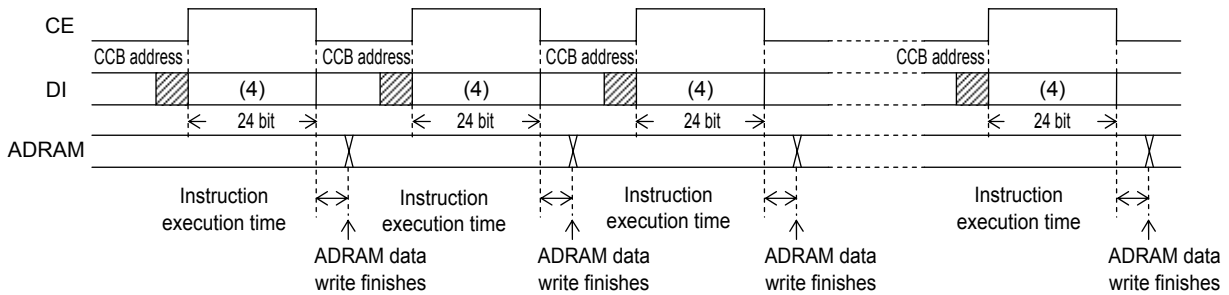 CE
CCB address CCB address CCB address CCB address
DI (4) (4) (4) (4)
24 bit 24 bit 24 bit 24 bit
ADRAM
Instruction Instruction Instruction Instruction
execution time execution time execution time execution time
ADRAM data ADRAM data ADRAM data ADRAM data
write finishes write finishes write finishes write finishes